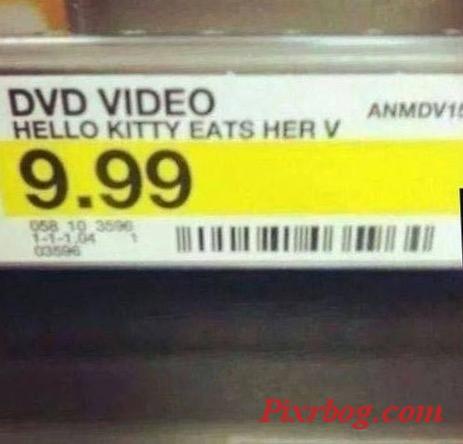 DVD VIDEO
ANMDV15
HELLO KITTY EATS HER V
9.99
058 10 3596
1-1-1.04 1
03596
Pixrbog.com